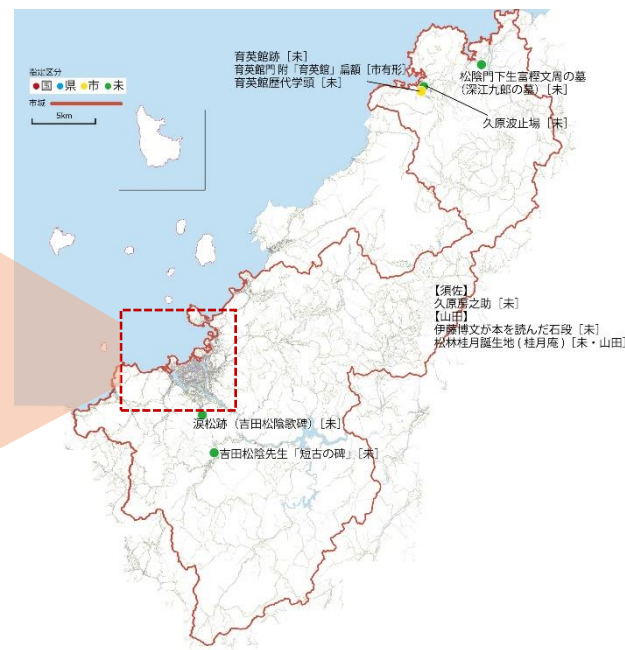 指定区分
●国 ●県 ●市 ●未
市域
5km
育英館跡［未］
育英館門 附「育英館」扁額［市有形］
育英館歴代学頭［未］
松陰門下生富樫文周の墓
（深江九郎の墓）［未］
久原波止場［未］
【須佐】
久原房之助［未］
【山田】
伊藤博文が本を読んだ石段［未］
松林桂月誕生地（桂月庵）［未・山田］
涙松跡（吉田松陰歌碑）［未］
吉田松陰先生「短古の碑」［未］